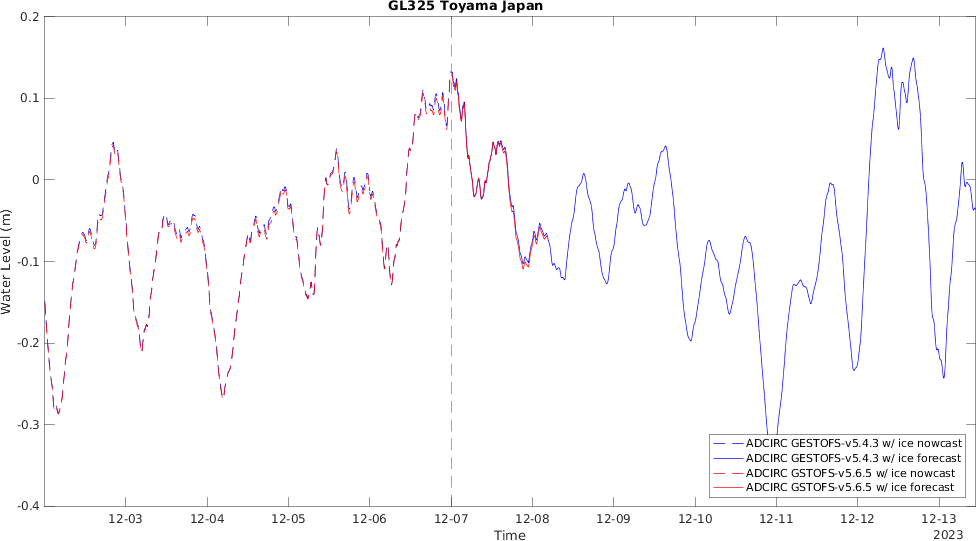 GL325 Toyama Japan
0.2
0.1
0
-0.1
-0.2
-0.3
-0.4
Water Level (m)
ADCIRC GESTOFS-v5.4.3 w/ ice nowcast
ADCIRC GESTOFS-v5.4.3 w/ ice forecast
ADCIRC GSTOFS-v5.6.5 w/ ice nowcast
ADCIRC GSTOFS-v5.6.5 w/ ice forecast
12-03 12-04 12-05 12-06 12-07 12-08 12-09 12-10 12-11 12-12 12-13
Time
2023